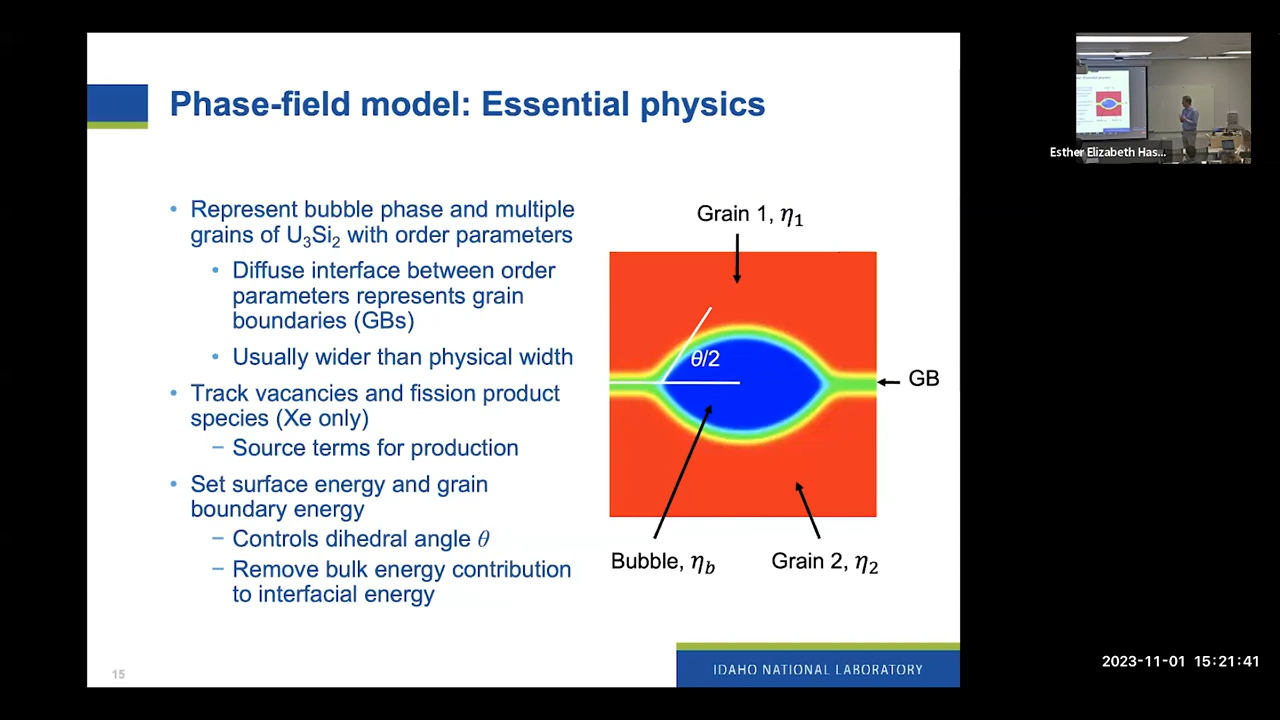 Phase-field model: Essential physics
• Represent bubble phase and multiple
grains of U₃Si₂ with order parameters
• Diffuse interface between order
parameters represents grain
boundaries (GBs)
• Usually wider than physical width
• Track vacancies and fission product
species (Xe only)
− Source terms for production
• Set surface energy and grain
boundary energy
− Controls dihedral angle θ
− Remove bulk energy contribution
to interfacial energy
Grain 1, η₁
θ/2
GB
Bubble, η_b
Grain 2, η₂
15
IDAHO NATIONAL LABORATORY
Esther Elizabeth Has...
2023-11-01 15:21:41